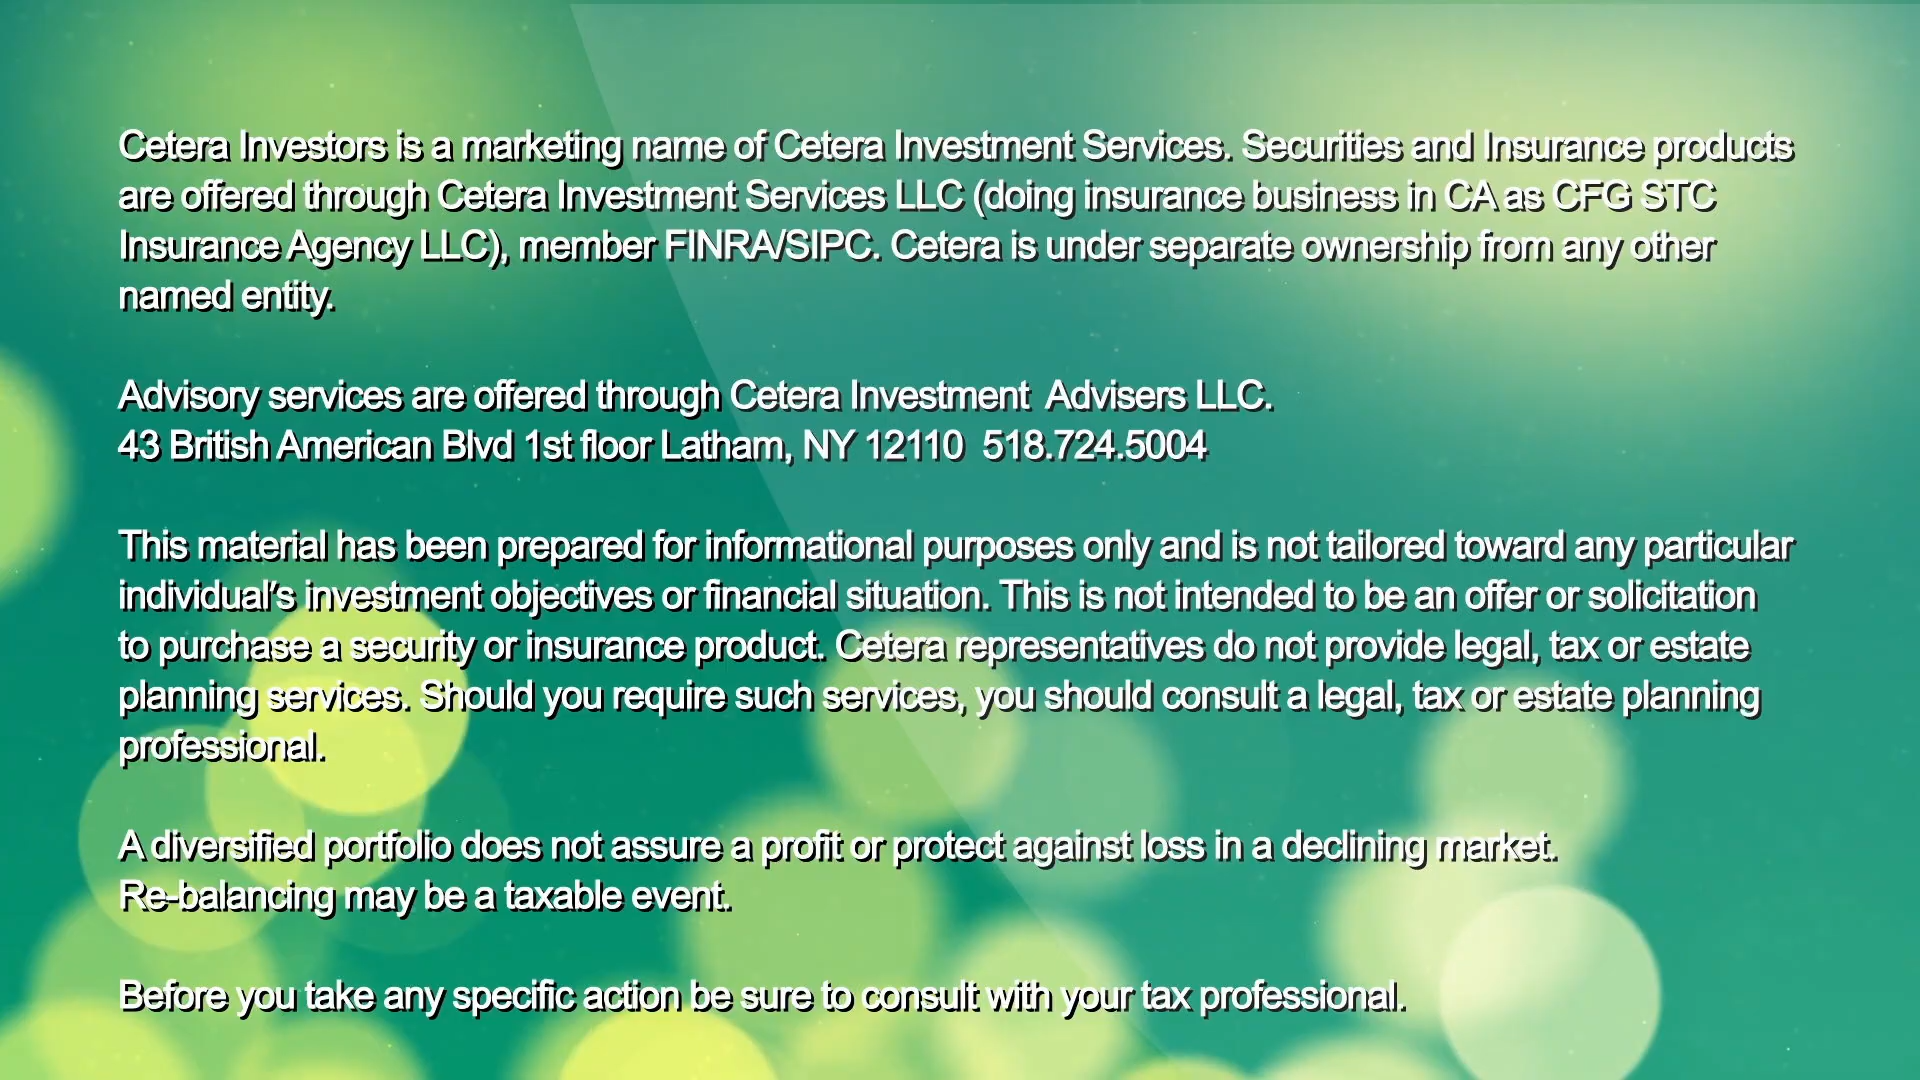 Cetera Investors is a marketing name of Cetera Investment Services. Securities and Insurance products
are offered through Cetera Investment Services LLC (doing insurance business in CA as CFG STC
Insurance Agency LLC), member FINRA/SIPC. Cetera is under separate ownership from any other
named entity.
Advisory services are offered through Cetera Investment  Advisers LLC.
43 British American Blvd 1st floor Latham, NY 12110  518.724.5004
This material has been prepared for informational purposes only and is not tailored toward any particular
individual's investment objectives or financial situation. This is not intended to be an offer or solicitation
to purchase a security or insurance product. Cetera representatives do not provide legal, tax or estate
planning services. Should you require such services, you should consult a legal, tax or estate planning
professional.
A diversified portfolio does not assure a profit or protect against loss in a declining market.
Re-balancing may be a taxable event.
Before you take any specific action be sure to consult with your tax professional.